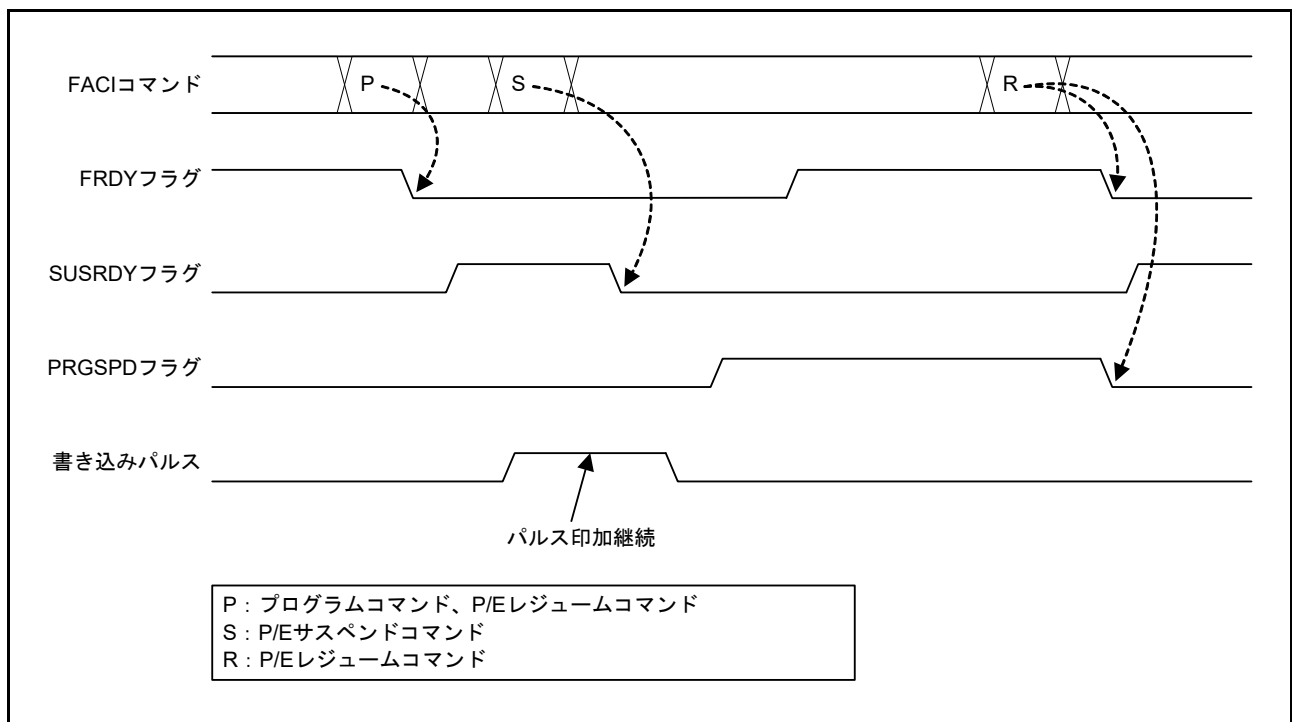 FACIコマンド
P
S
R
FRDYフラグ
SUSRDYフラグ
PRGSPDフラグ
書き込みパルス
パルス印加継続
P：プログラムコマンド、P/Eレジュームコマンド
S：P/Eサスペンドコマンド
R：P/Eレジュームコマンド